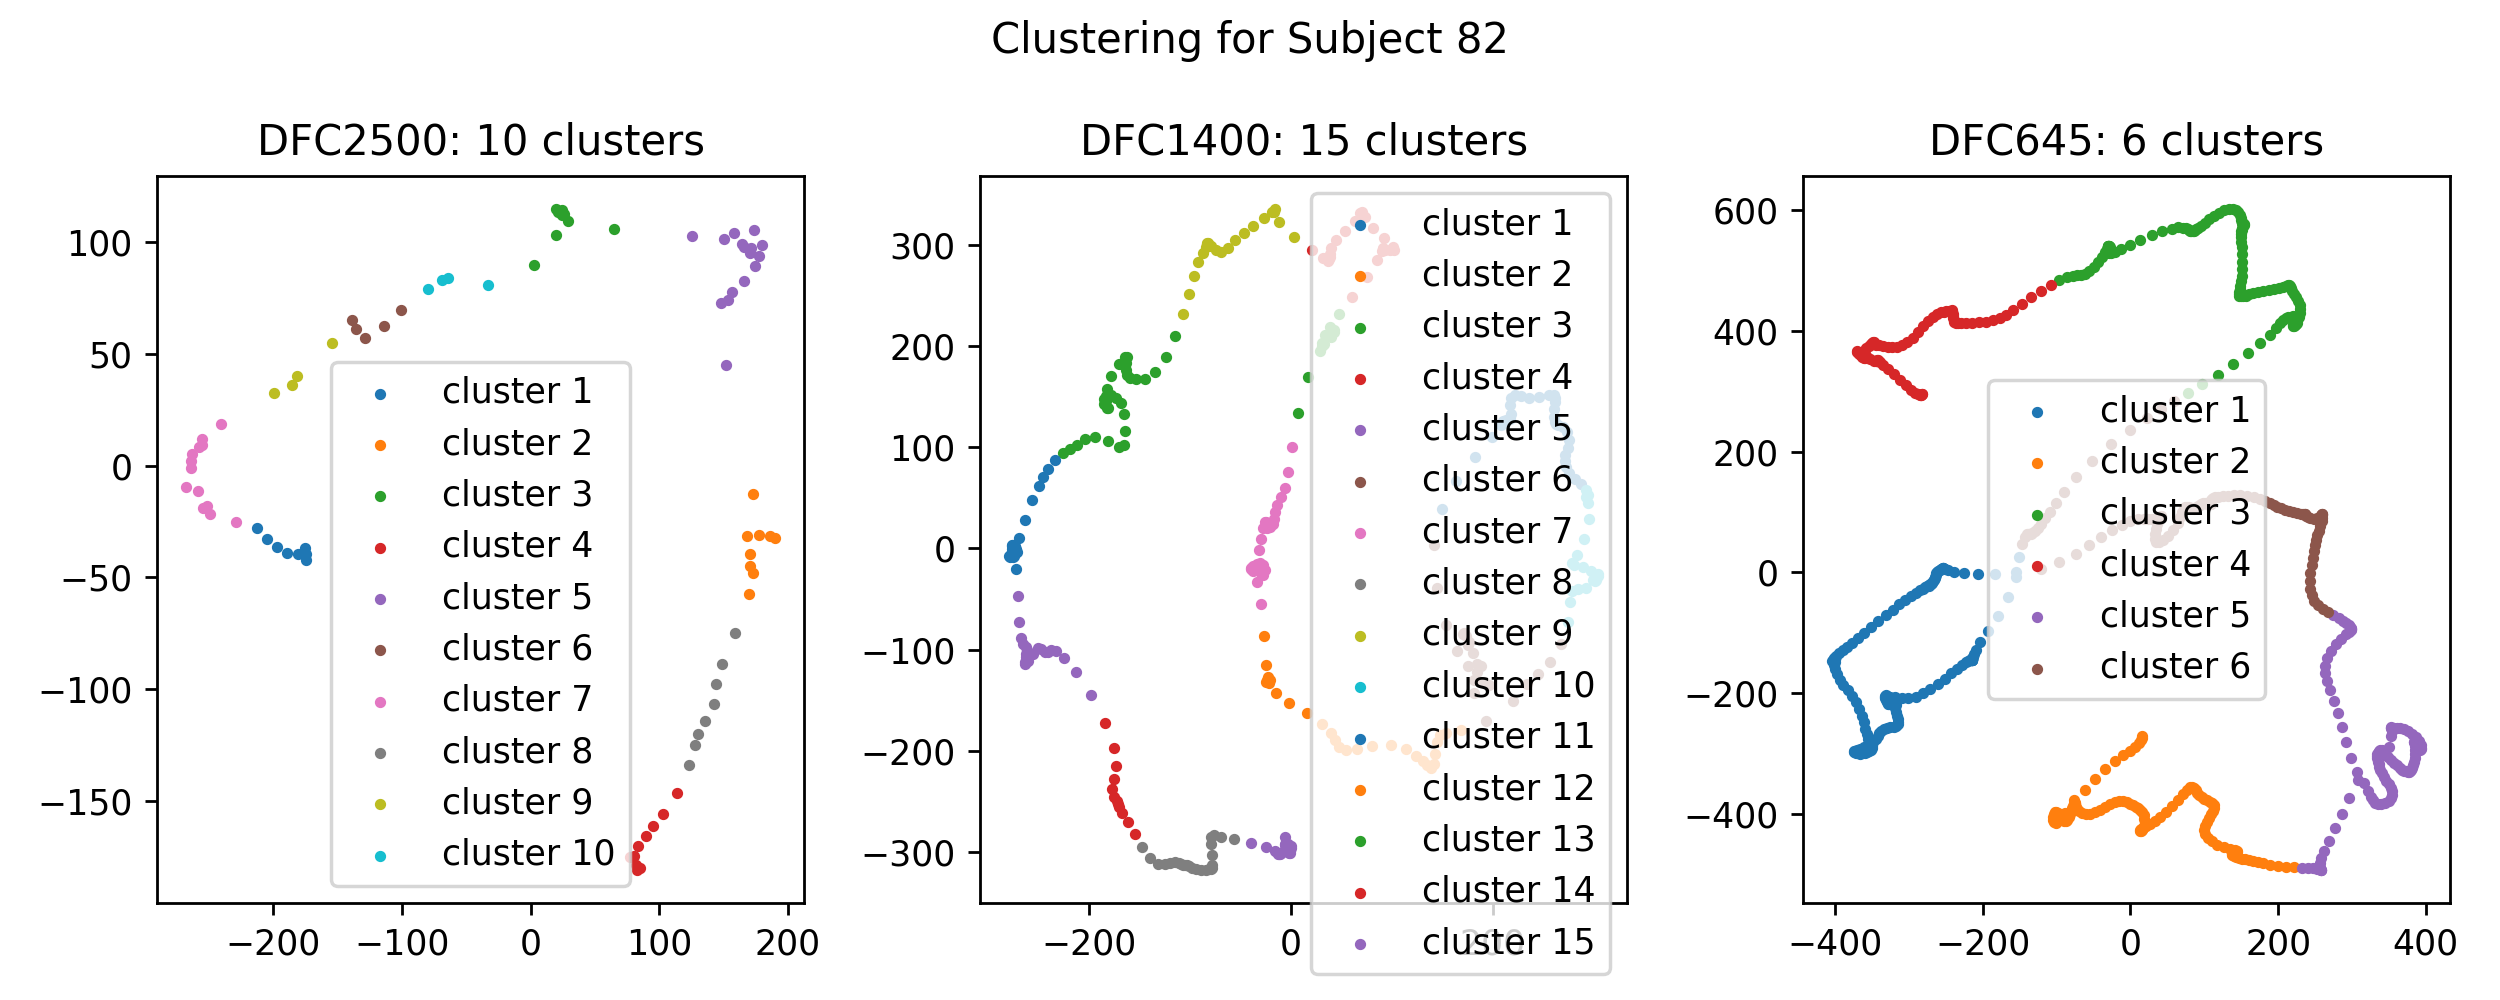 Clustering for Subject 82
DFC2500: 10 clusters
100
50
0
−50
−100
−150
−200
−100
0
100
200
cluster 1
cluster 2
cluster 3
cluster 4
cluster 5
cluster 6
cluster 7
cluster 8
cluster 9
cluster 10
DFC1400: 15 clusters
300
200
100
0
−100
−200
−300
−200
0
200
cluster 1
cluster 2
cluster 3
cluster 4
cluster 5
cluster 6
cluster 7
cluster 8
cluster 9
cluster 10
cluster 11
cluster 12
cluster 13
cluster 14
cluster 15
DFC645: 6 clusters
600
400
200
0
−200
−400
−400
−200
0
200
400
cluster 1
cluster 2
cluster 3
cluster 4
cluster 5
cluster 6